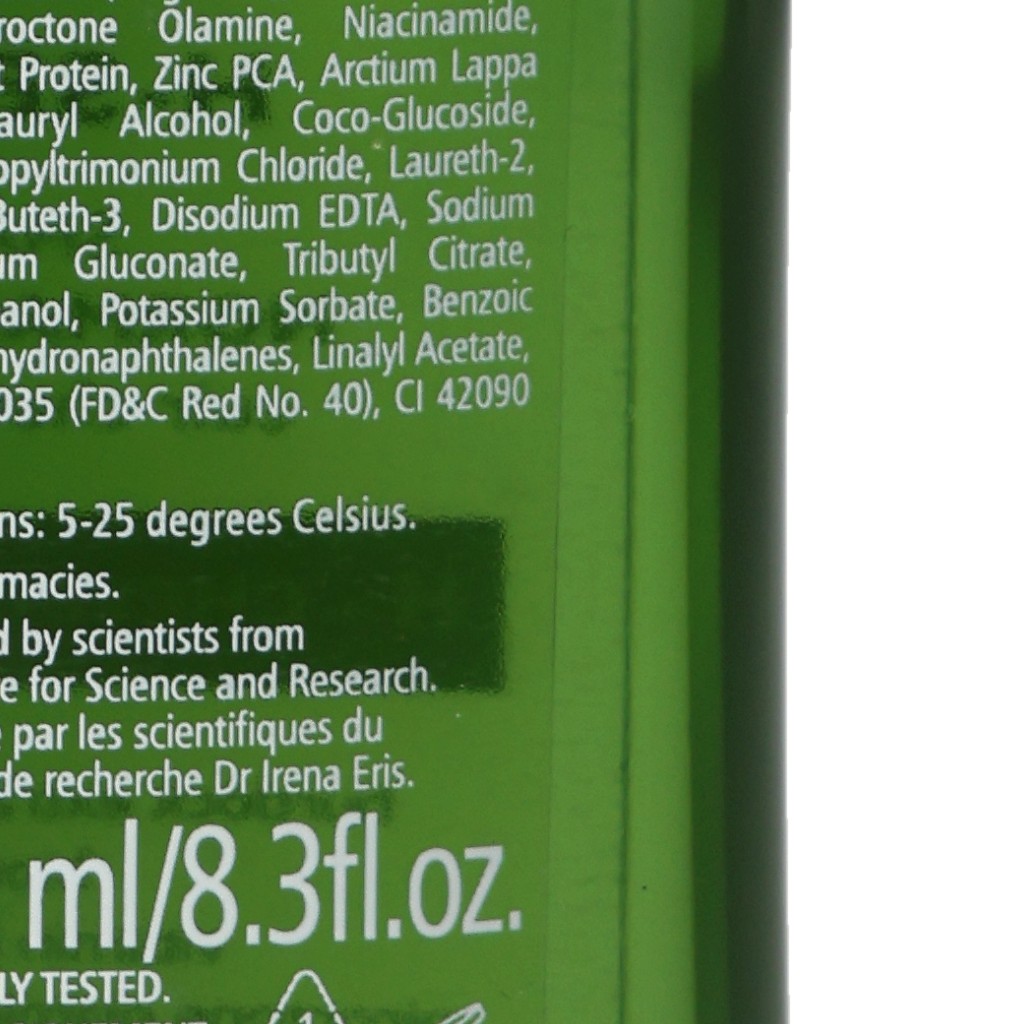 Olamine, Niacinamide,
Protein, Zinc PCA, Arctium Lappa
Alcohol, Coco-Glucoside,
opyltrimonium Chloride, Laureth-2,
Buteth-3, Disodium EDTA, Sodium
Gluconate, Tributyl Citrate,
anol, Potassium Sorbate, Benzoic
hydronaphthalenes, Linalyl Acetate,
035 (FD&C Red No. 40), CI 42090
ns: 5-25 degrees Celsius.
macies.
d by scientists from
e for Science and Research.
par les scientifiques du
de recherche Dr Irena Eris.
ml/8.3fl.oz.
LY TESTED.
1